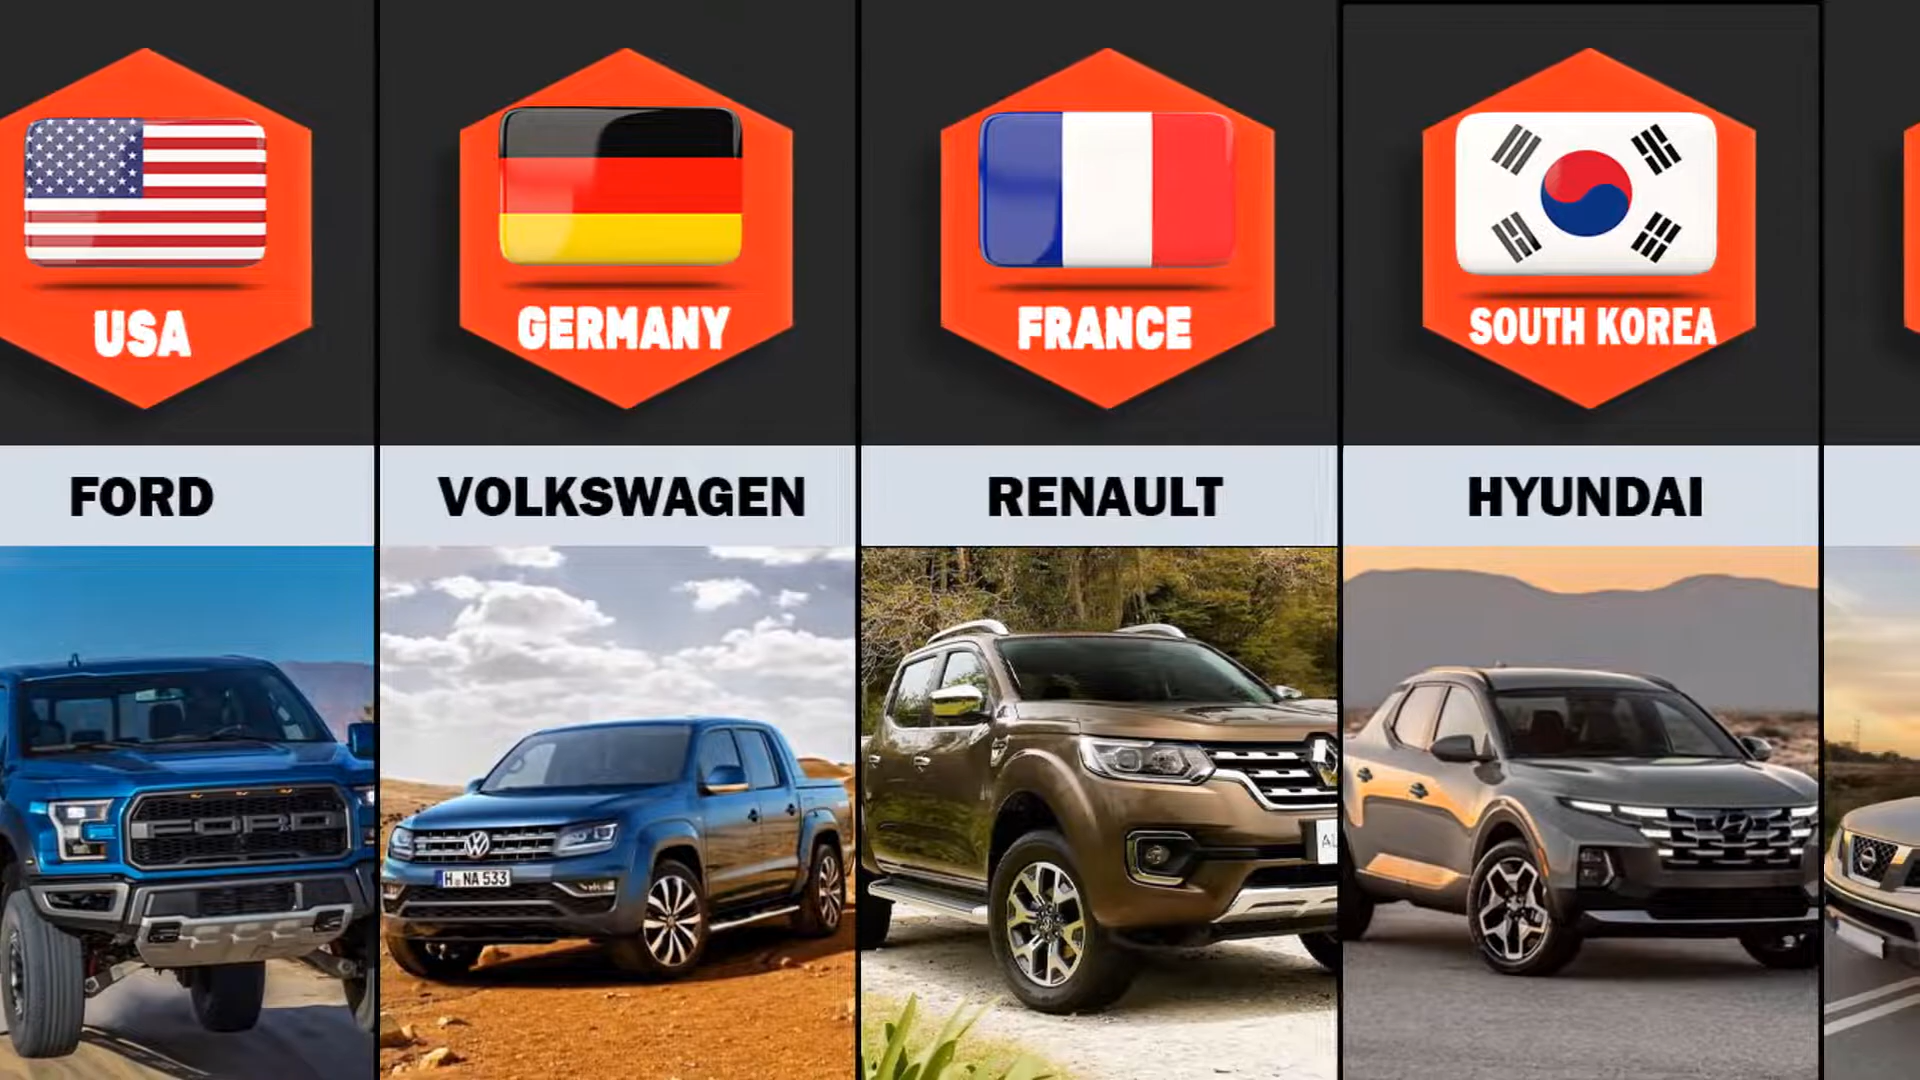 USA
GERMANY
FRANCE
SOUTH KOREA
FORD
VOLKSWAGEN
RENAULT
HYUNDAI
FORD
H NA 533